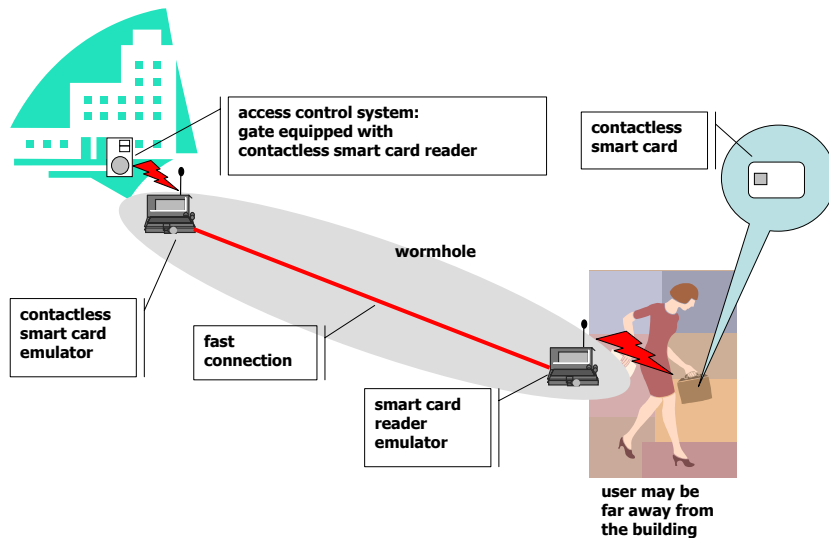 access control system:
gate equipped with
contactless smart card reader
contactless
smart card
wormhole
contactless
smart card
emulator
fast
connection
smart card
reader
emulator
user may be
far away from
the building